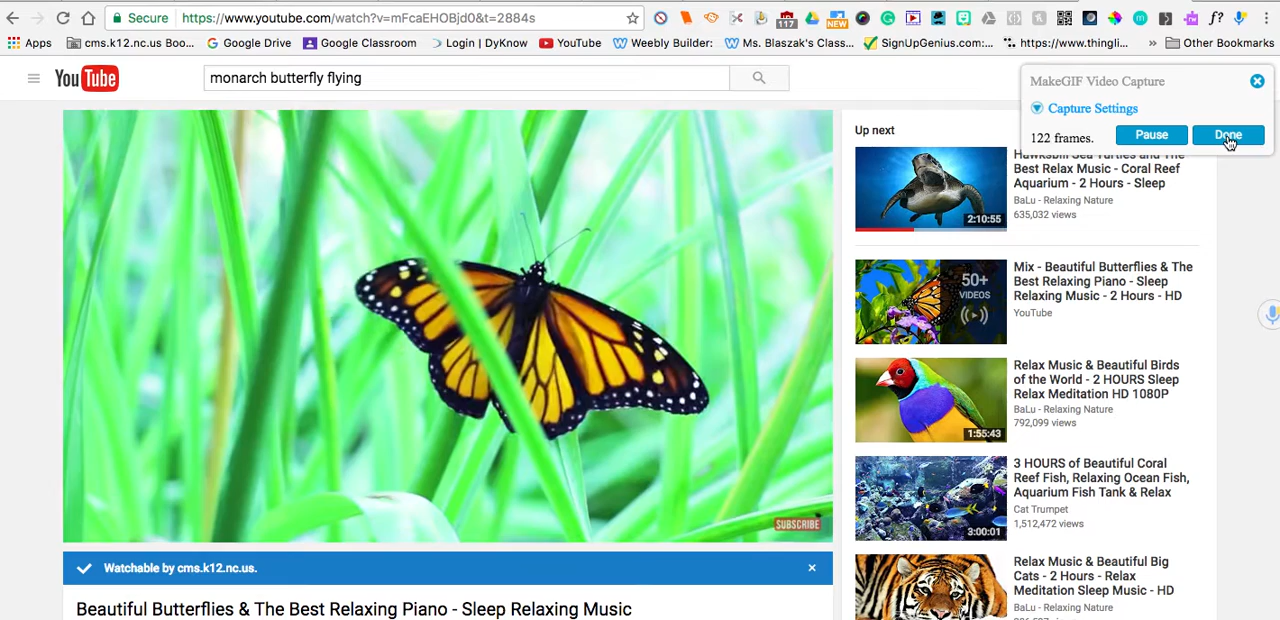 Secure https://www.youtube.com/watch?v=mFcaEHOBjd0&t=2884s
117
NEW
f?
Apps cms.k12.nc.us Boo... Google Drive Google Classroom Login | DyKnow YouTube Weebly Builder: Ms. Blaszak's Class... SignUpGenius.com:... https://www.thingli... » Other Bookmarks
YouTube
monarch butterfly flying
MakeGIF Video Capture
Capture Settings
122 frames. Pause Done
SUBSCRIBE
Watchable by cms.k12.nc.us.
Beautiful Butterflies & The Best Relaxing Piano - Sleep Relaxing Music
Up next
Hawksbill Sea Turtles and The
Best Relax Music - Coral Reef
Aquarium - 2 Hours - Sleep
BaLu - Relaxing Nature
635,032 views
2:10:55
Mix - Beautiful Butterflies & The
Best Relaxing Piano - Sleep
Relaxing Music - 2 Hours - HD
YouTube
50+
VIDEOS
Relax Music & Beautiful Birds
of the World - 2 HOURS Sleep
Relax Meditation HD 1080P
BaLu - Relaxing Nature
792,099 views
1:55:43
3 HOURS of Beautiful Coral
Reef Fish, Relaxing Ocean Fish,
Aquarium Fish Tank & Relax
Cat Trumpet
1,512,472 views
3:00:01
Relax Music & Beautiful Big
Cats - 2 Hours - Relax
Meditation Sleep Music - HD
BaLu - Relaxing Nature